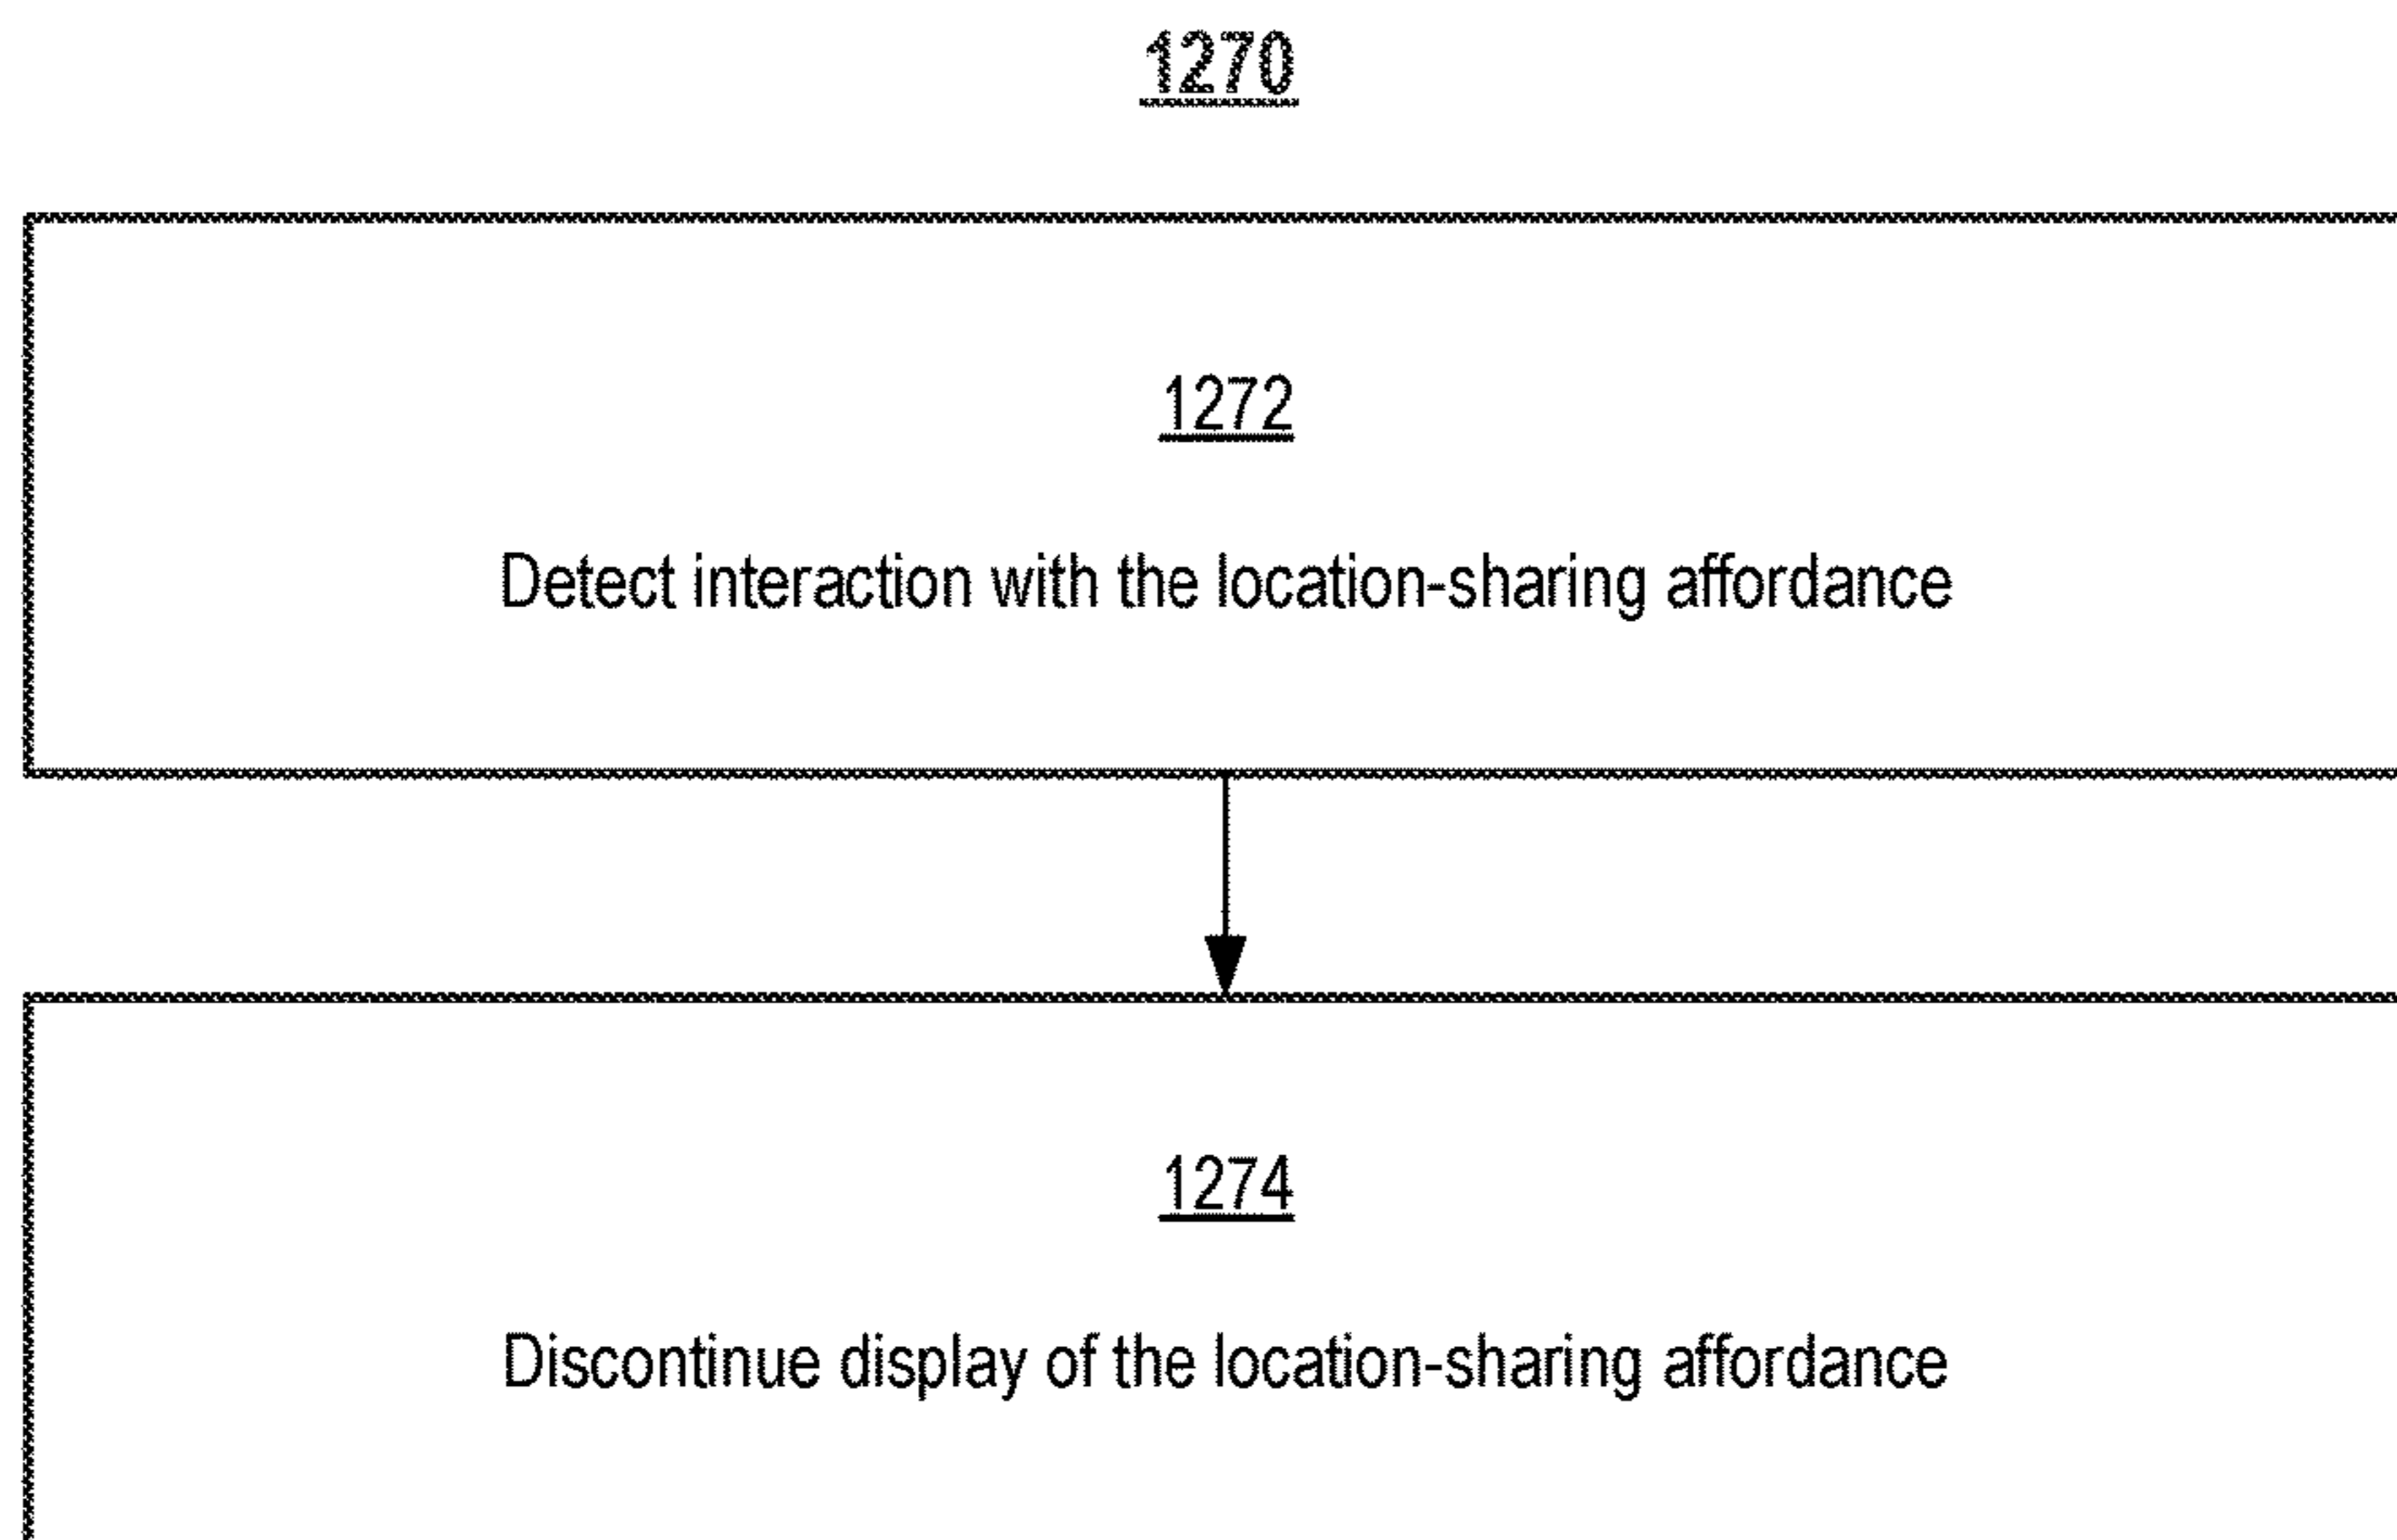 1270
1272
Detect interaction with the location-sharing affordance
1274
Discontinue display of the location-sharing affordance